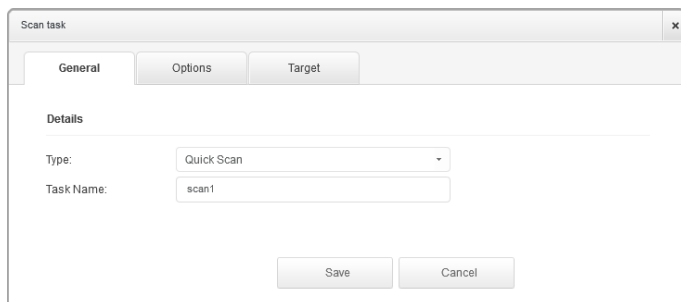 Scan task
General Options Target
Details
Type: Quick Scan
Task Name: scan1
Save Cancel